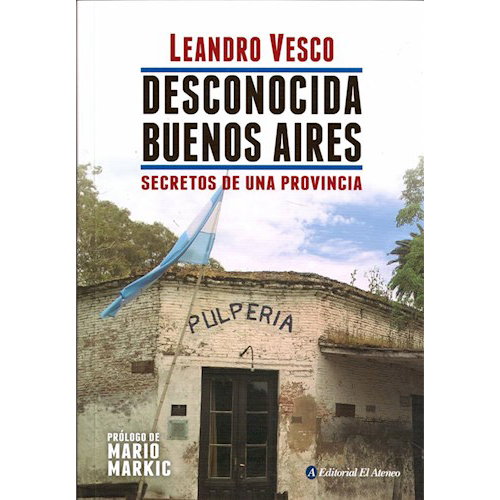 LEANDRO VESCO
DESCONOCIDA
BUENOS AIRES
SECRETOS DE UNA PROVINCIA
PULPERIA
PRÓLOGO DE
MARIO
MARKIC
A Editorial El Ateneo